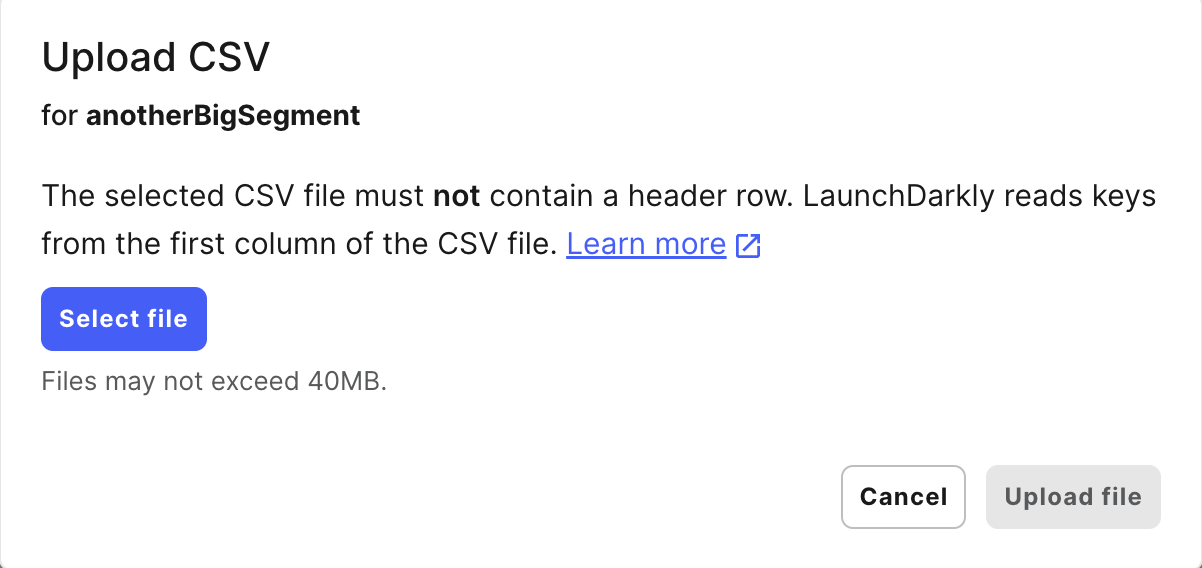 Upload CSV
for anotherBigSegment
The selected CSV file must not contain a header row. LaunchDarkly reads keys
from the first column of the CSV file. Learn more
Select file
Files may not exceed 40MB.
Cancel
Upload file